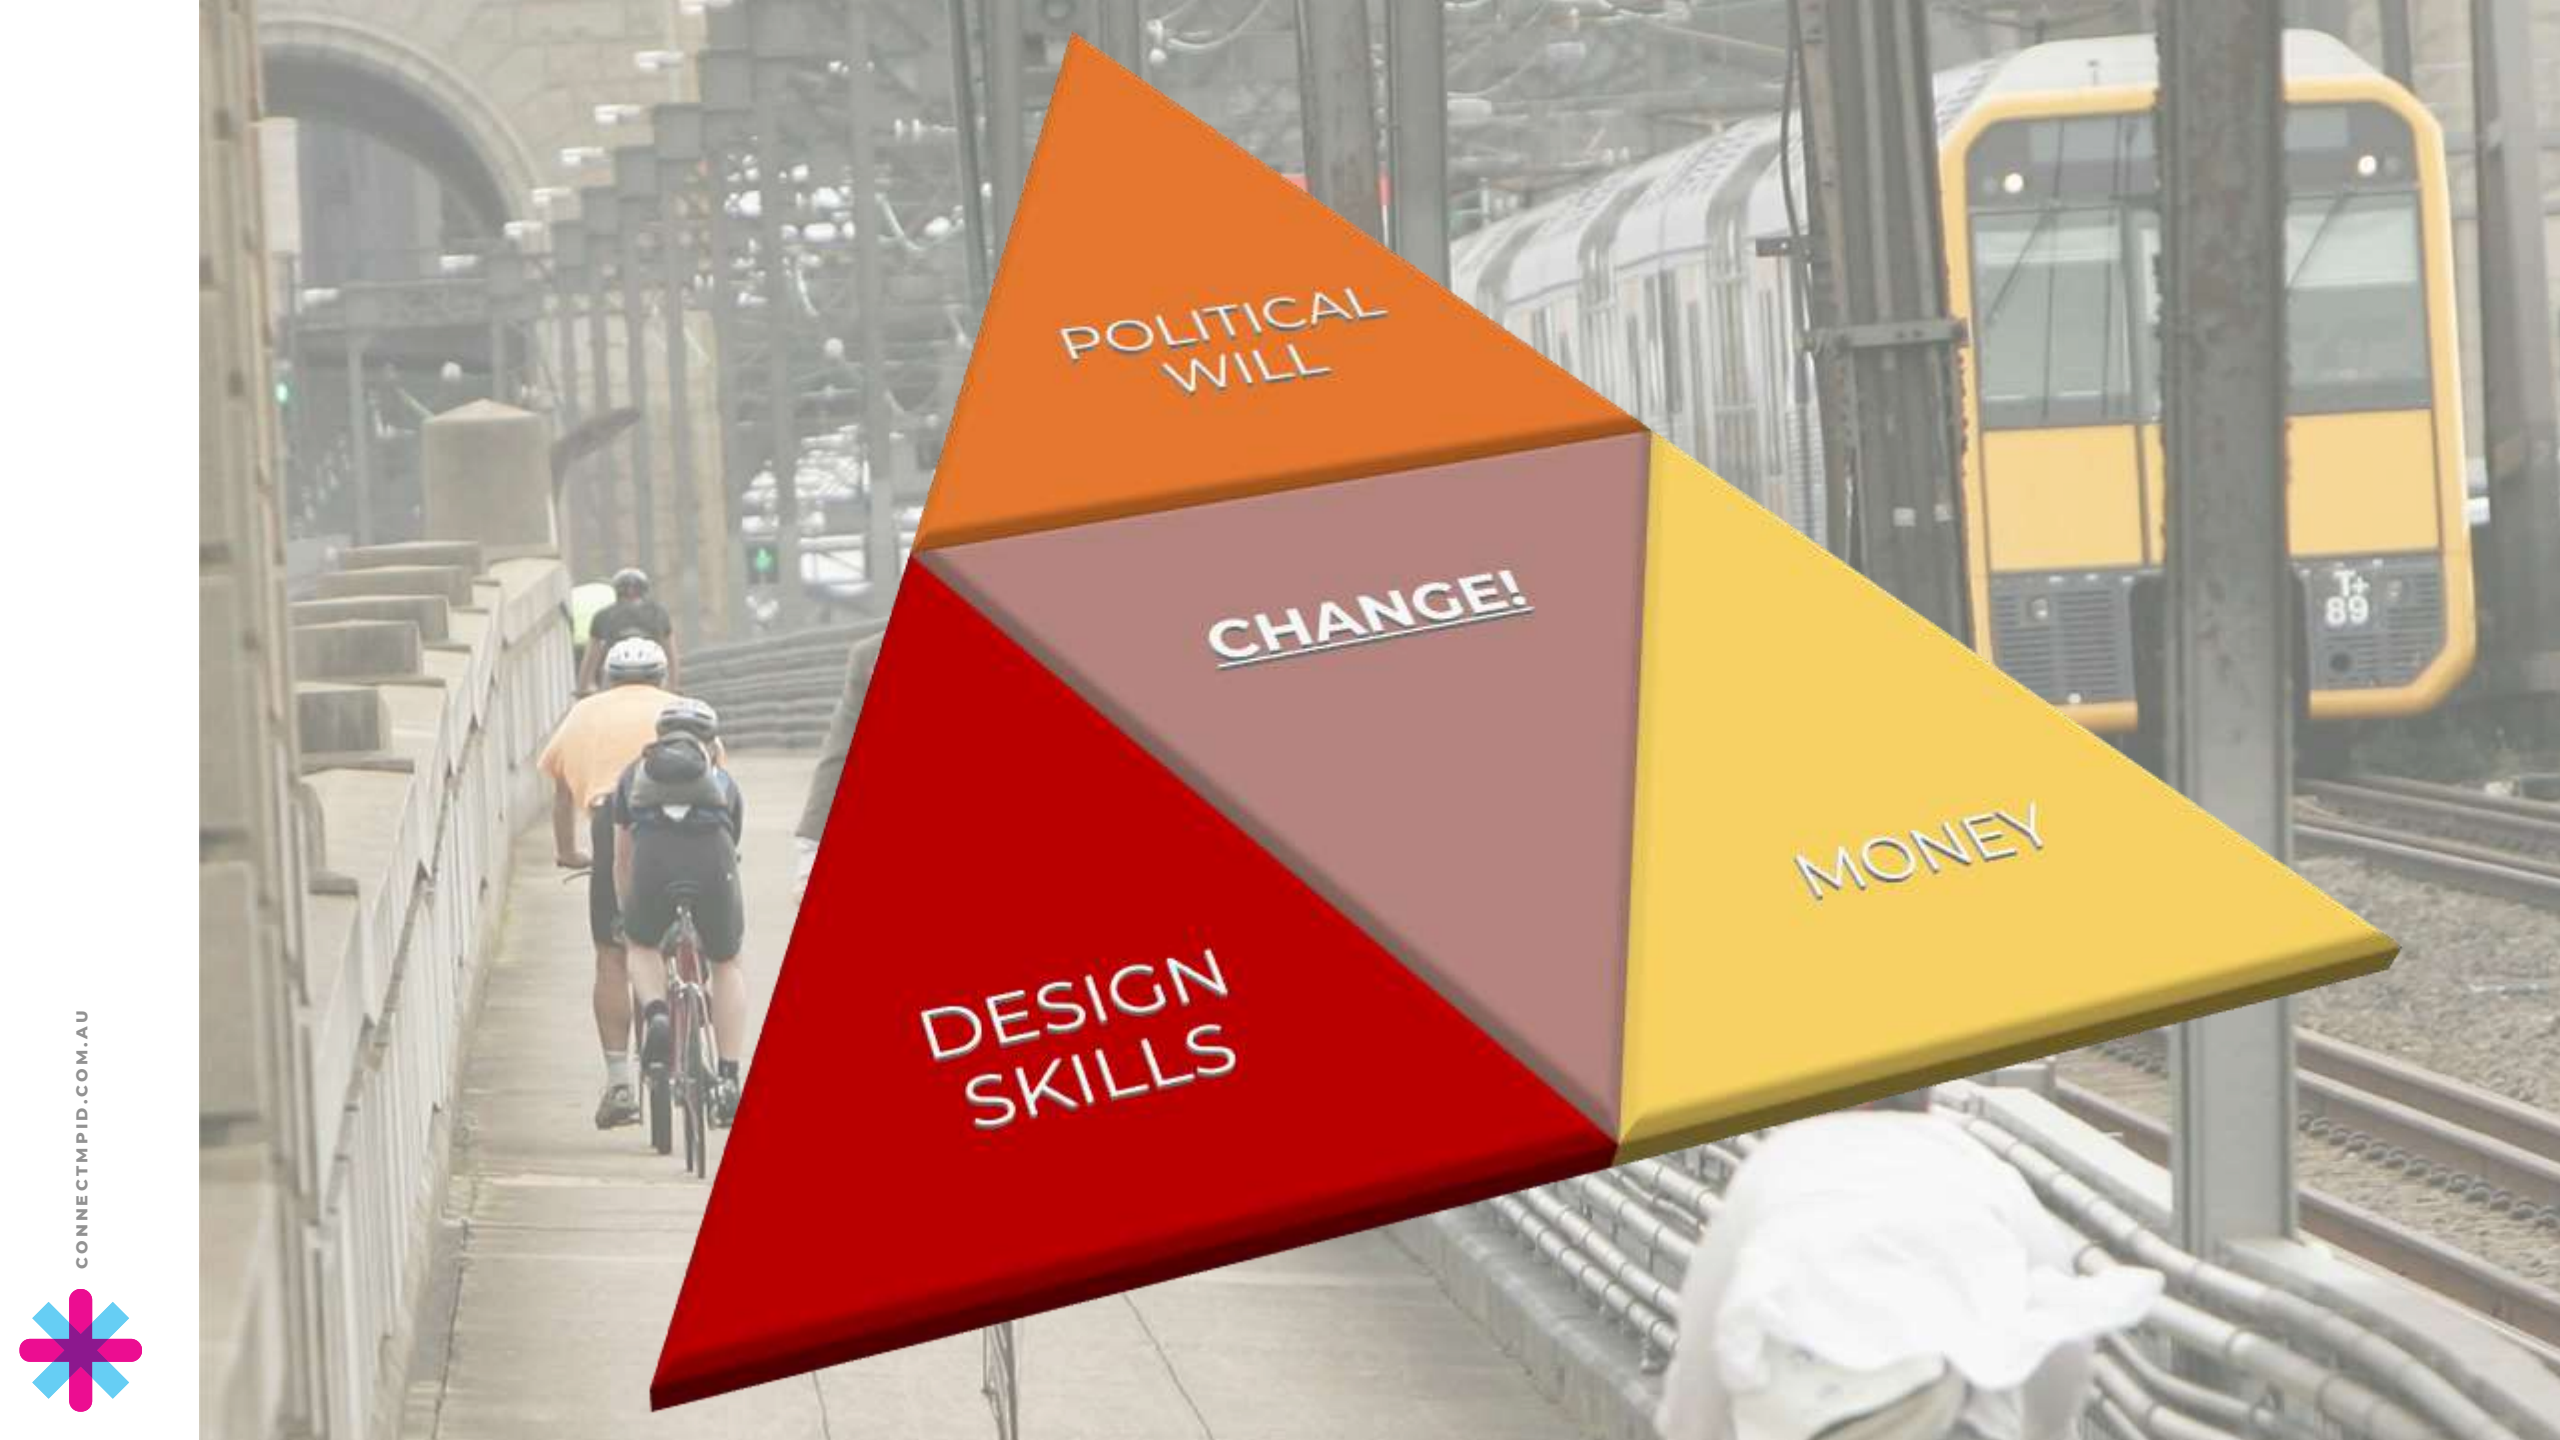 POLITICAL
WILL
CHANGE!
MONEY
DESIGN
SKILLS
T+
89
CONNECTMPID.COM.AU